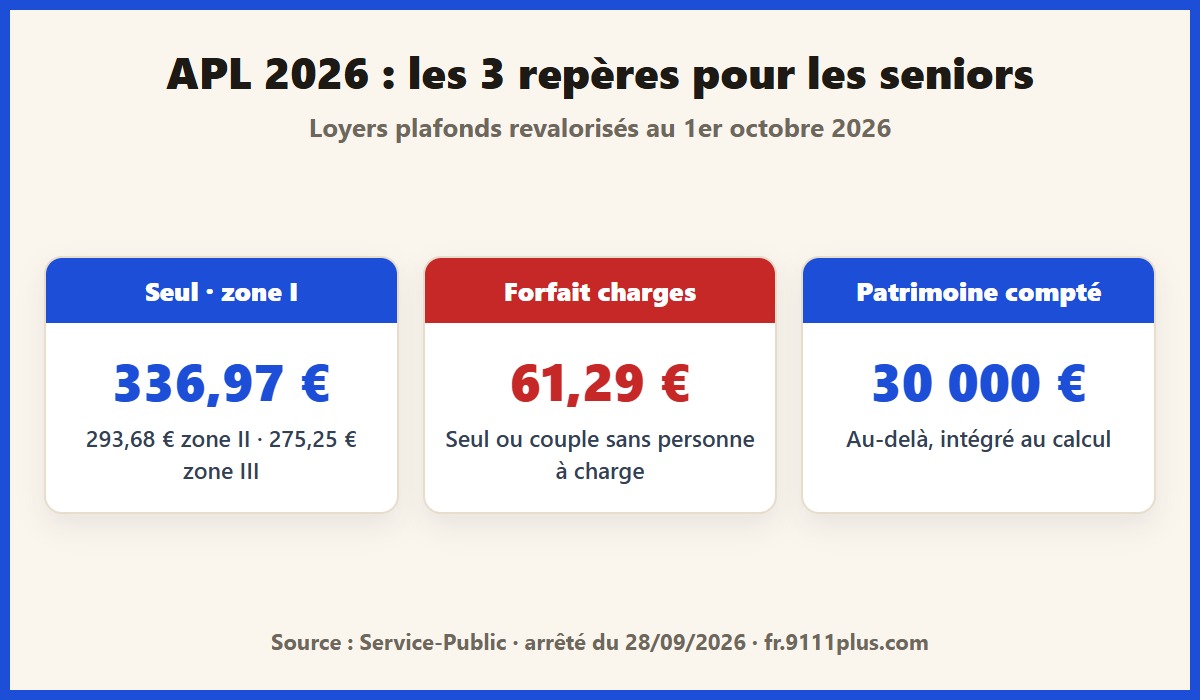 APL 2026 : les 3 repères pour les seniors
Loyers plafonds revalorisés au 1er octobre 2026
Seul · zone I
336,97 €
293,68 € zone II · 275,25 €
zone III
Forfait charges
61,29 €
Seul ou couple sans personne
à charge
Patrimoine compté
30 000 €
Au-delà, intégré au calcul
Source : Service-Public · arrêté du 28/09/2026 · fr.9111plus.com